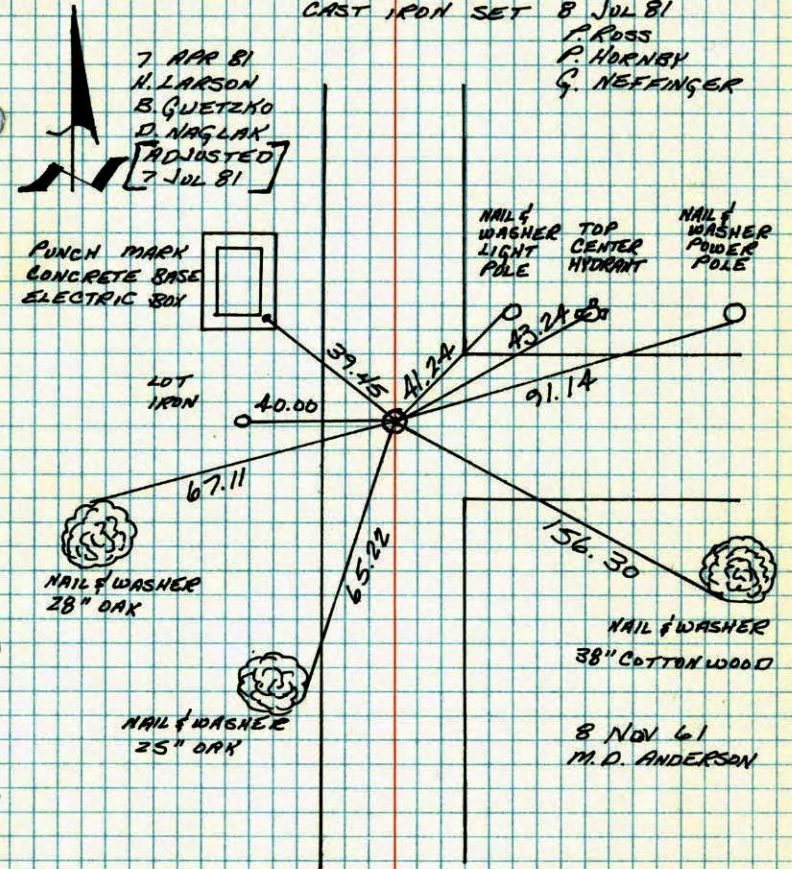 CAST IRON SET 8 JUL 81
P. ROSS
P. HORNBY
G. NEFFINGER
7 APR 81
H. LARSON
B. GUETZKO
D. NAGLAK
[ADJUSTED
7 JUL 81]
PUNCH MARK
CONCRETE BASE
ELECTRIC BOX
NAIL &
WASHER
LIGHT
POLE
TOP
CENTER
HYDRANT
NAIL &
WASHER
POWER
POLE
39.45
41.24
43.24
91.14
LOT
IRON
40.00
67.11
65.22
156.30
NAIL & WASHER
28" OAK
NAIL & WASHER
38" COTTONWOOD
NAIL & WASHER
25" OAK
8 NOV 61
M.D. ANDERSON